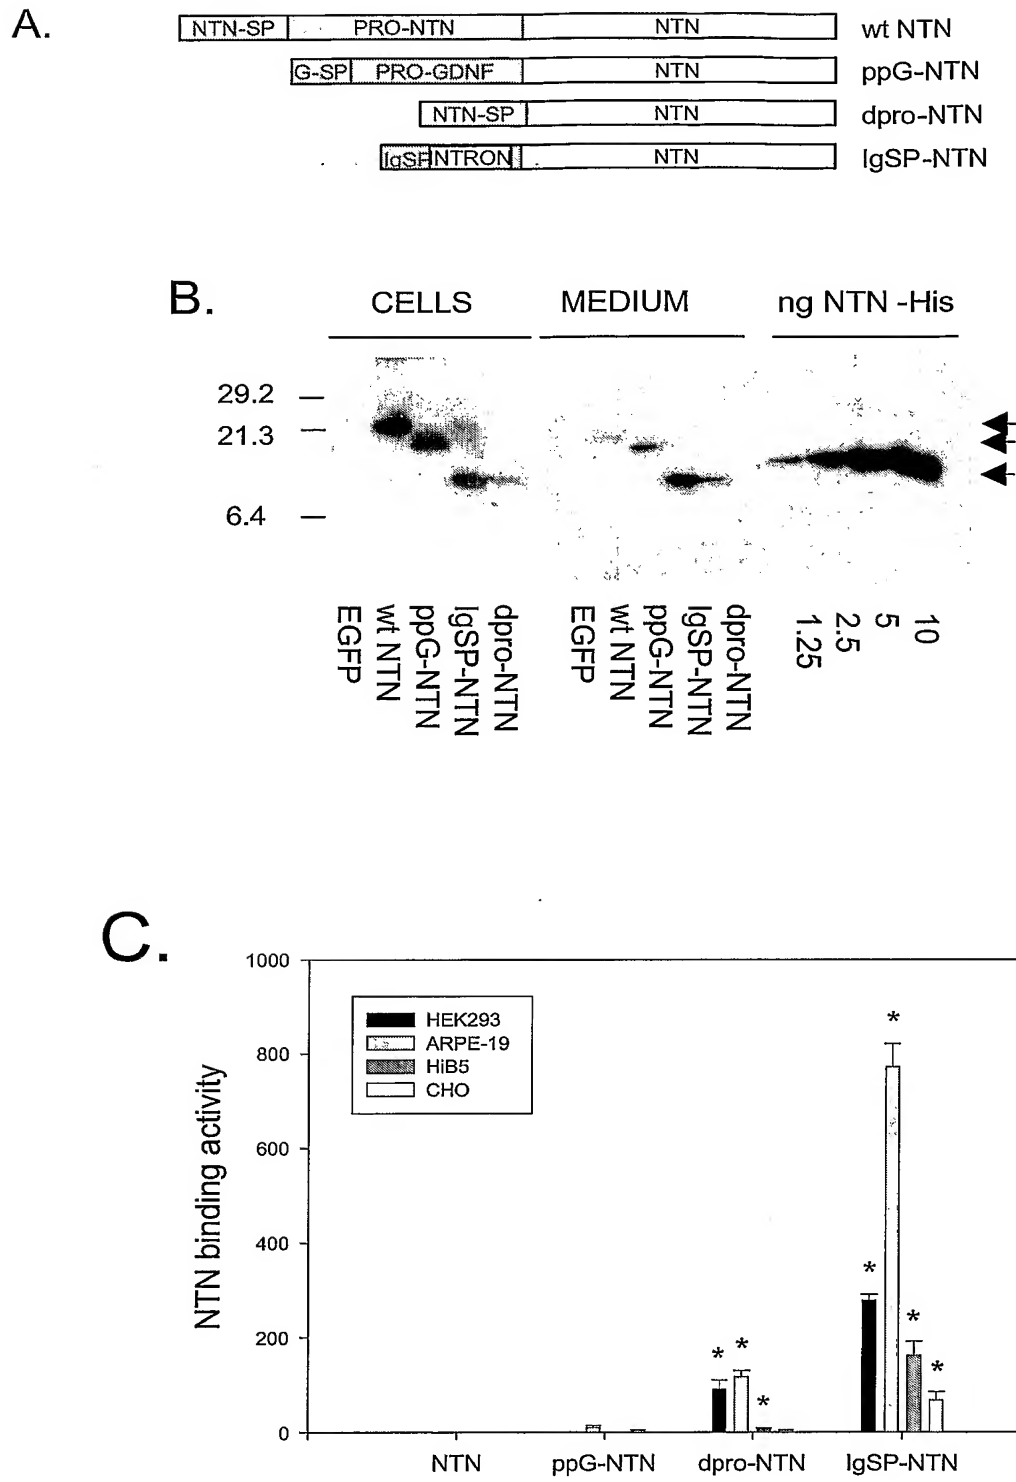 A.
NTN-SP PRO-NTN NTN wt NTN
G-SP PRO-GDNF NTN ppG-NTN
NTN-SP NTN dpro-NTN
IgSP INTRON NTN IgSP-NTN
B.
CELLS MEDIUM ng NTN -His
29.2
21.3
6.4
EGFP
wt NTN
ppG-NTN
IgSP-NTN
dpro-NTN
EGFP
wt NTN
ppG-NTN
IgSP-NTN
dpro-NTN
1.25
2.5
5
10
C.
NTN binding activity
1000
800
600
400
200
0
HEK293
ARPE-19
HiB5
CHO
* * *
* * * *
NTN ppG-NTN dpro-NTN IgSP-NTN